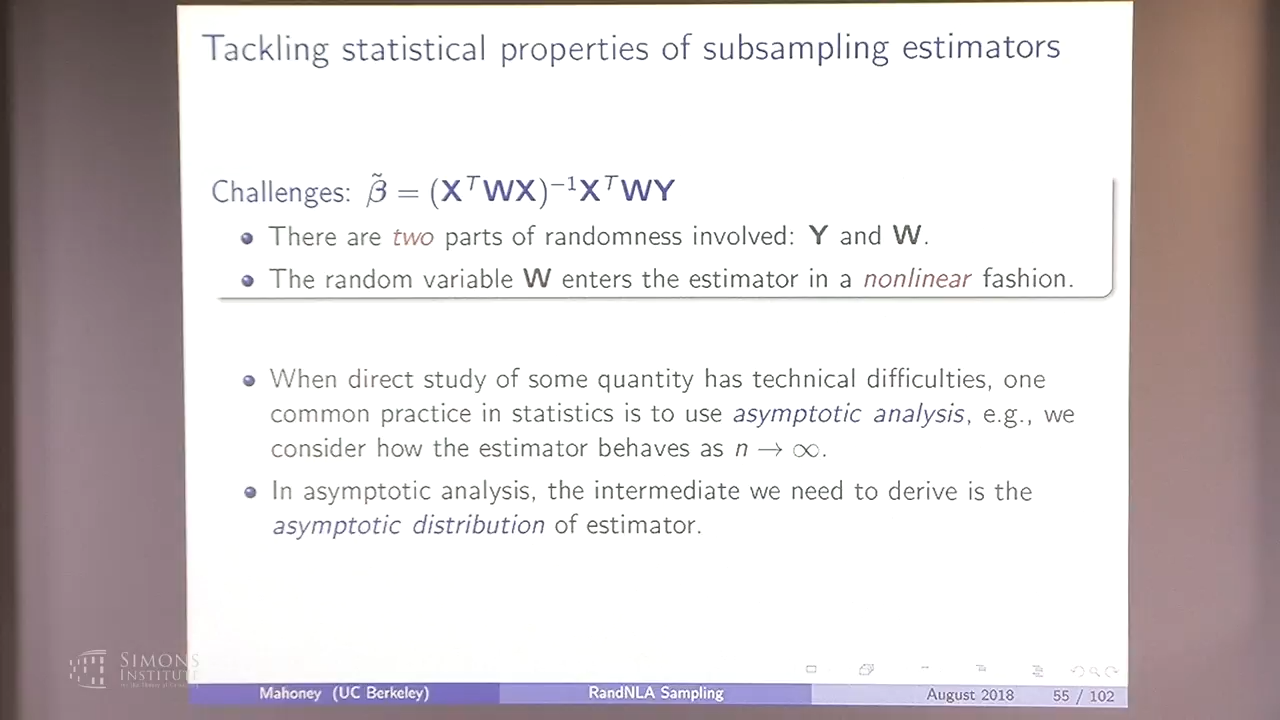 Tackling statistical properties of subsampling estimators
Challenges: β̃ = (XᵀWX)⁻¹XᵀWY
There are two parts of randomness involved: Y and W.
The random variable W enters the estimator in a nonlinear fashion.
When direct study of some quantity has technical difficulties, one
common practice in statistics is to use asymptotic analysis, e.g., we
consider how the estimator behaves as n → ∞.
In asymptotic analysis, the intermediate we need to derive is the
asymptotic distribution of estimator.
SIMONS
INSTITUTE
Mahoney (UC Berkeley) RandNLA Sampling August 2018 55 / 102